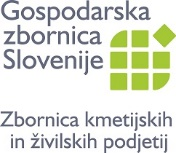 Gospodarska
zbornica
Slovenije
Zbornica kmetijskih
in živilskih podjetij